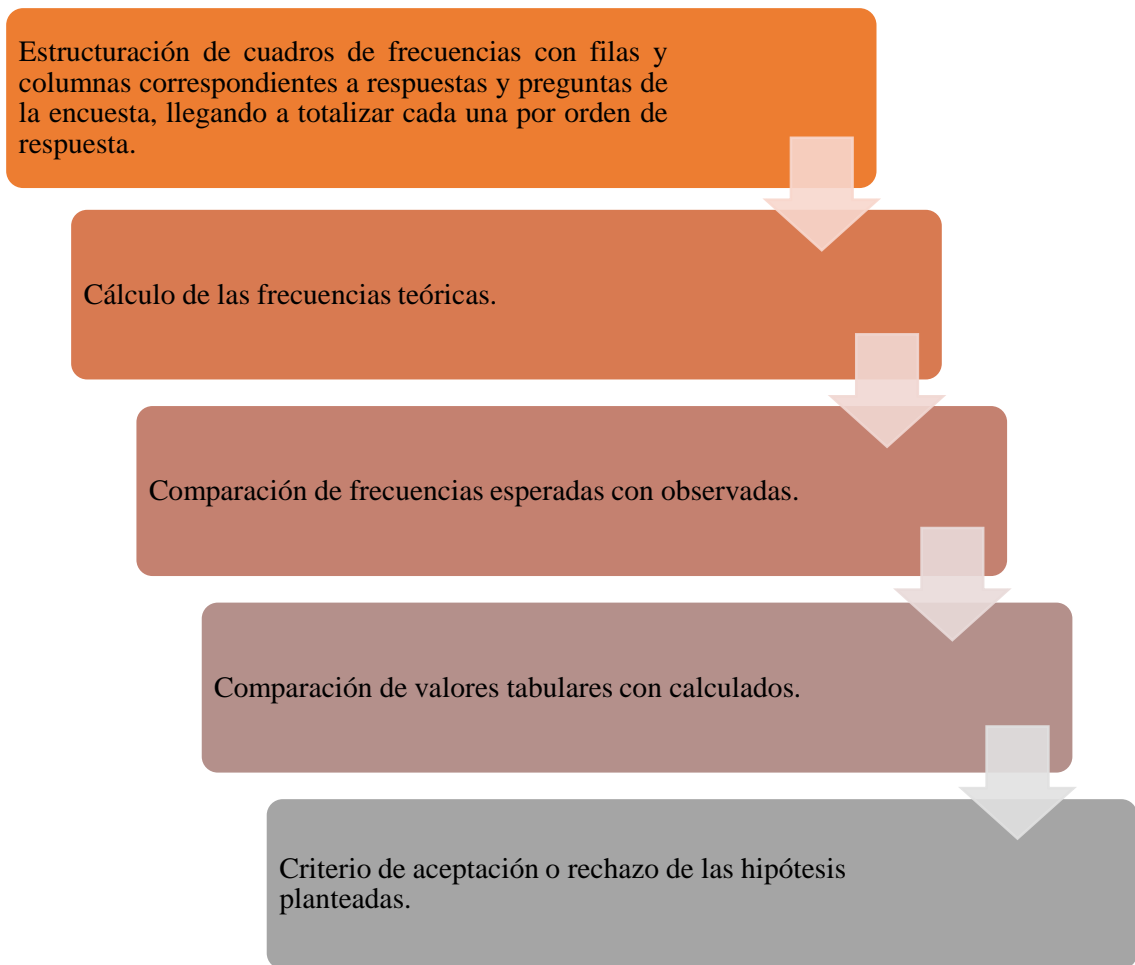 Estructuración de cuadros de frecuencias con filas y
columnas correspondientes a respuestas y preguntas de
la encuesta, llegando a totalizar cada una por orden de
respuesta.
Cálculo de las frecuencias teóricas.
Comparación de frecuencias esperadas con observadas.
Comparación de valores tabulares con calculados.
Criterio de aceptación o rechazo de las hipótesis
planteadas.